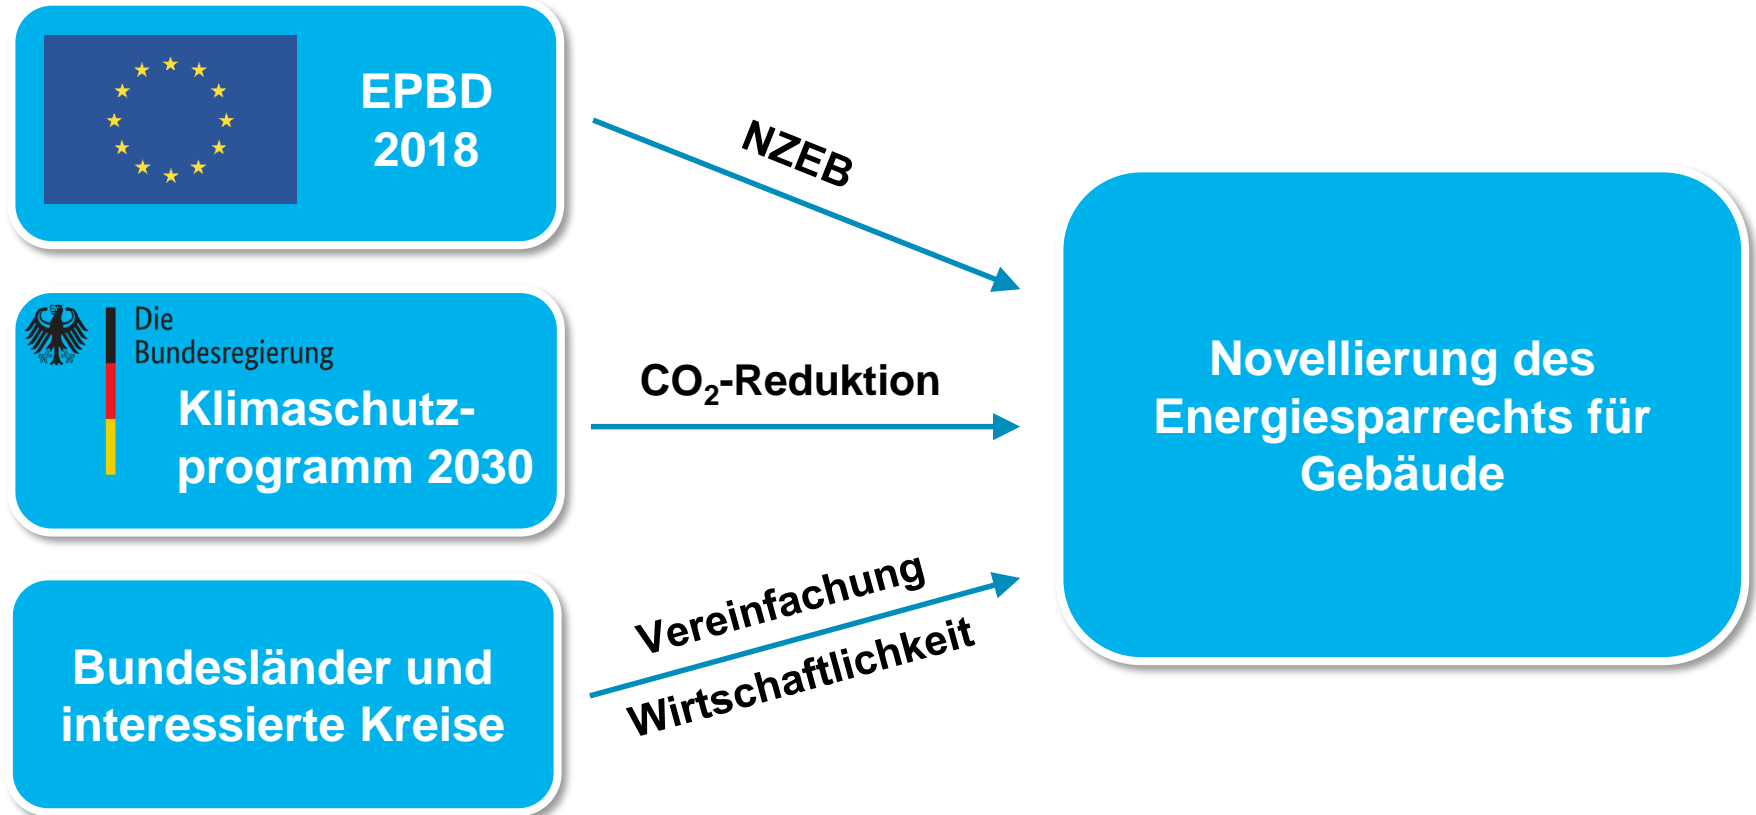 EPBD
2018
NZEB
Die
Bundesregierung
Klimaschutz-
programm 2030
CO₂-Reduktion
Bundesländer und
interessierte Kreise
Vereinfachung
Wirtschaftlichkeit
Novellierung des
Energiesparrechts für
Gebäude